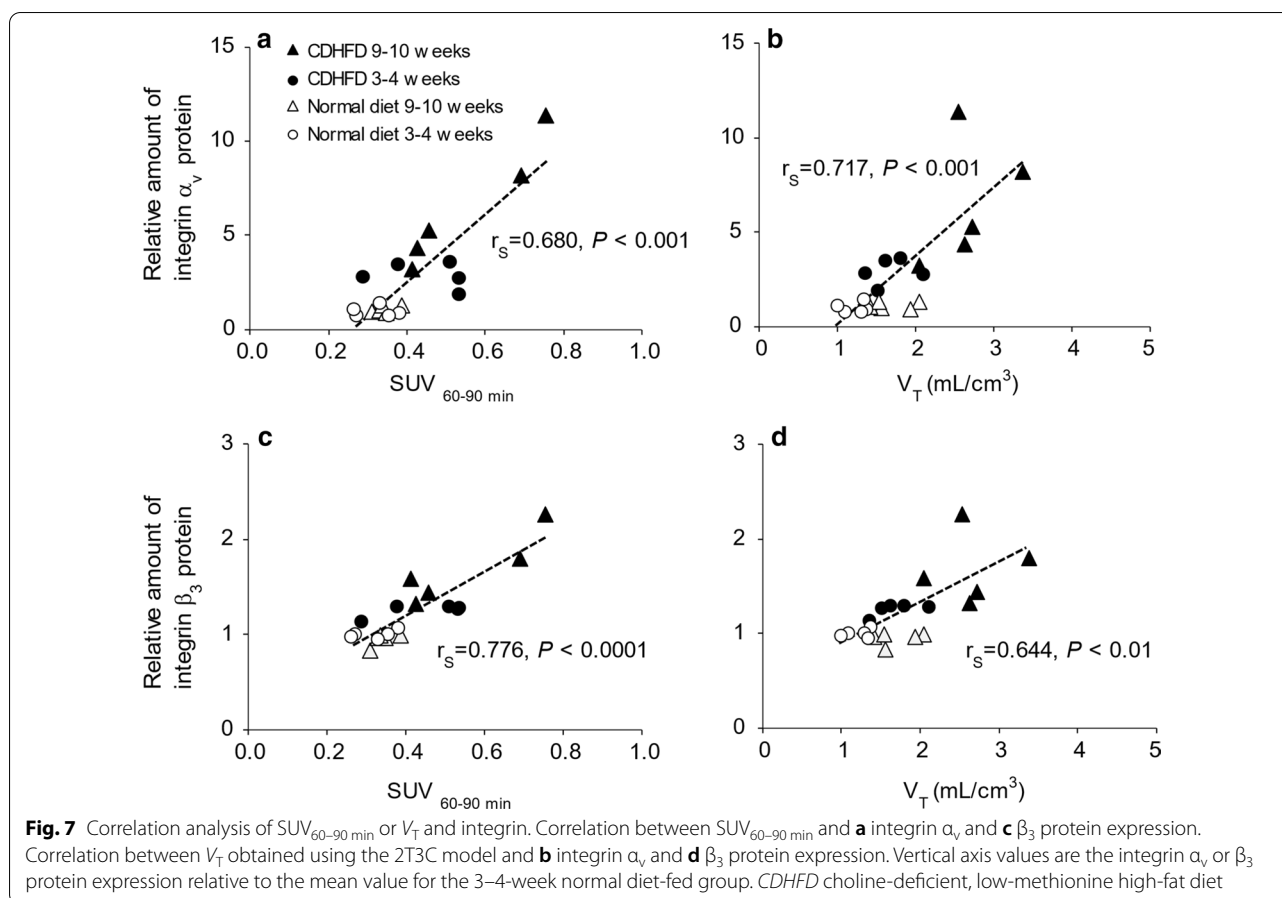 a
15
10
5
0
0.0 0.2 0.4 0.6 0.8 1.0
Relative amount of
integrin αv protein
▲ CDHFD 9-10 w eeks
● CDHFD 3-4 w eeks
△ Normal diet 9-10 w eeks
○ Normal diet 3-4 w eeks
rS=0.680, P < 0.001
SUV 60-90 min
b
15
10
5
0
0 1 2 3 4 5
rS=0.717, P < 0.001
VT (mL/cm³)
c
3
2
1
0
0.0 0.2 0.4 0.6 0.8 1.0
Relative amount of
integrin β3 protein
rS=0.776, P < 0.0001
SUV 60-90 min
d
3
2
1
0
0 1 2 3 4 5
rS=0.644, P < 0.01
VT (mL/cm³)
Fig. 7 Correlation analysis of SUV60–90 min or VT and integrin. Correlation between SUV60–90 min and a integrin αv and c β3 protein expression.
Correlation between VT obtained using the 2T3C model and b integrin αv and d β3 protein expression. Vertical axis values are the integrin αv or β3
protein expression relative to the mean value for the 3–4-week normal diet-fed group. CDHFD choline-deficient, low-methionine high-fat diet